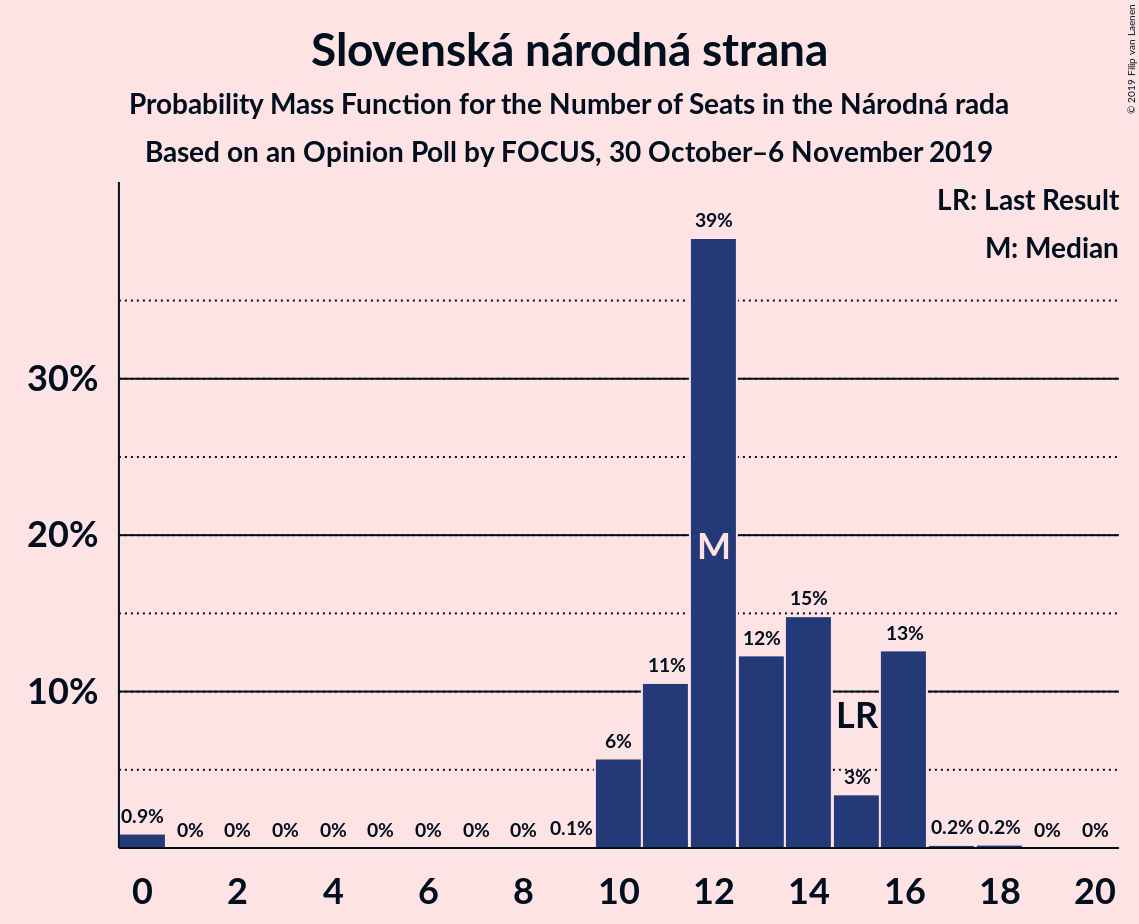 Slovenská národná strana
Probability Mass Function for the Number of Seats in the Národná rada
Based on an Opinion Poll by FOCUS, 30 October–6 November 2019
© 2019 Filip van Laenen
LR: Last Result
M: Median
30%
20%
10%
0.9%
0%
0%
0%
0%
0%
0%
0%
0%
0.1%
6%
11%
39%
12%
15%
3%
13%
0.2%
0.2%
0%
0%
M
LR
0 2 4 6 8 10 12 14 16 18 20